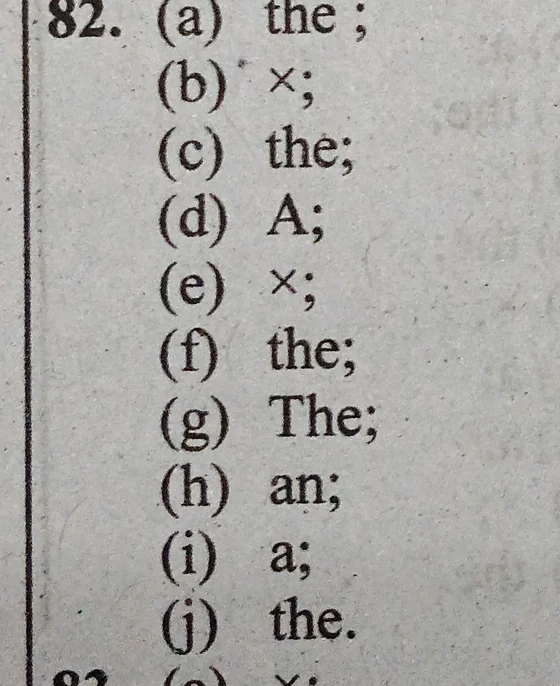 82. (a) the ;
(b) ×;
(c) the;
(d) A;
(e) ×;
(f) the;
(g) The;
(h) an;
(i) a;
(j) the.